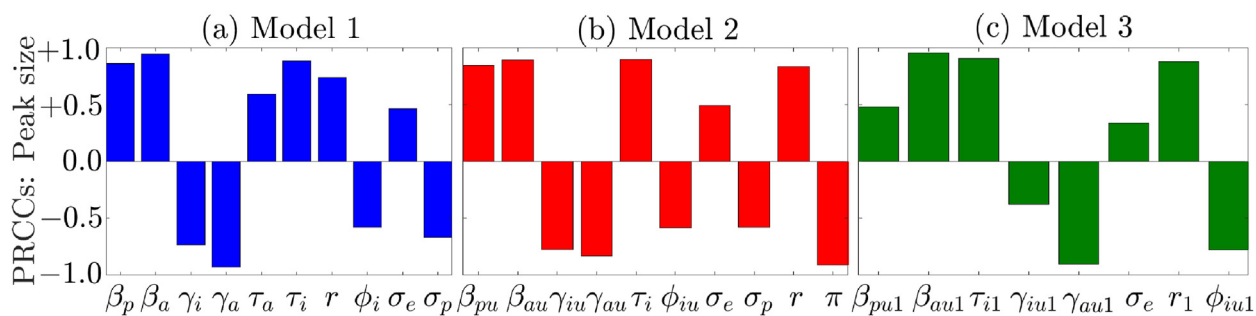 (a) Model 1
(b) Model 2
(c) Model 3
PRCCs: Peak size
+1.0
+0.5
0.0
−0.5
−1.0
β_p β_a γ_i γ_a τ_a τ_i r ϕ_i σ_e σ_p
β_pu β_au γ_iu γ_au τ_i ϕ_iu σ_e σ_p r π
β_pu1 β_au1 τ_i1 γ_iu1 γ_au1 σ_e r_1 ϕ_iu1